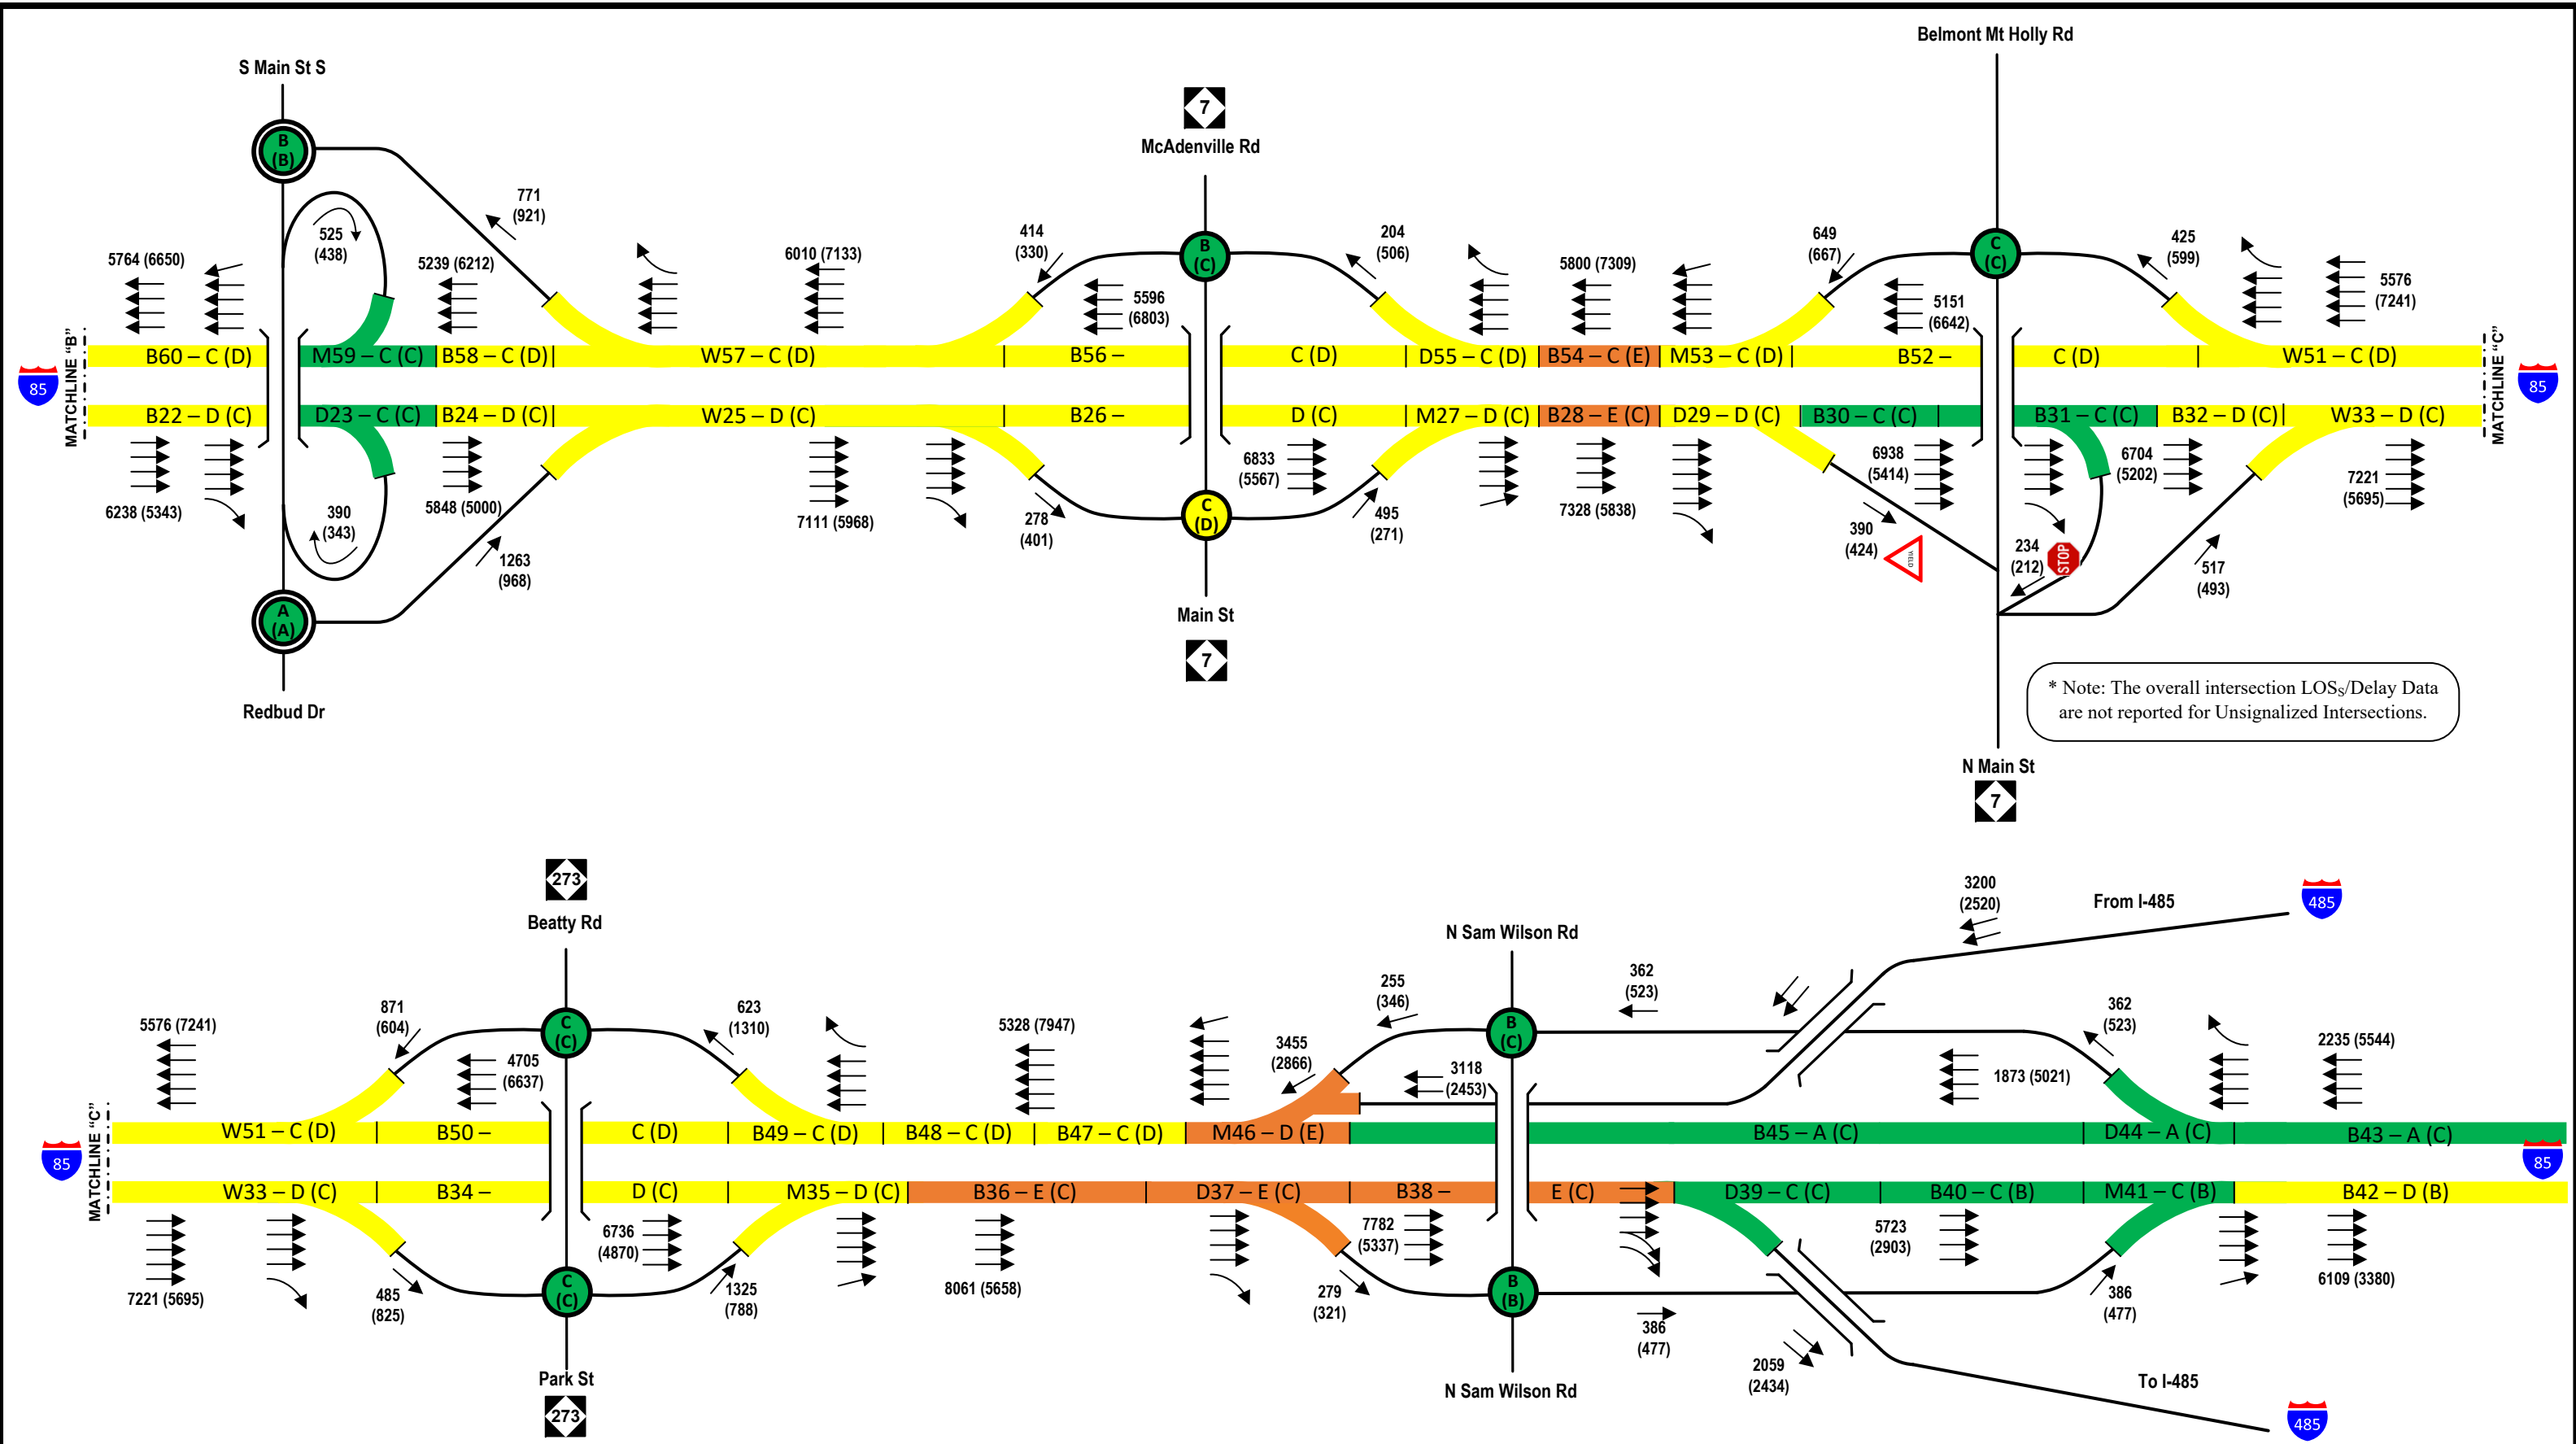 Belmont Mt Holly Rd
S Main St S
7
McAdenville Rd
B
(B)
771
(921)
525
(438)
414
(330)
B
(C)
204
(506)
649
(667)
C
(C)
425
(599)
5764 (6650)
5239 (6212)
6010 (7133)
5596
(6803)
5800 (7309)
5151
(6642)
5576
(7241)
MATCHLINE "B"
85
B60 – C (D)
M59 – C (C)
B58 – C (D)
W57 – C (D)
B56 –
C (D)
D55 – C (D)
B54 – C (E)
M53 – C (D)
B52 –
C (D)
W51 – C (D)
MATCHLINE "C"
85
B22 – D (C)
D23 – C (C)
B24 – D (C)
W25 – D (C)
B26 –
D (C)
M27 – D (C)
B28 – E (C)
D29 – D (C)
B30 – C (C)
B31 – C (C)
B32 – D (C)
W33 – D (C)
6238 (5343)
390
(343)
5848 (5000)
1263
(968)
7111 (5968)
278
(401)
6833
(5567)
C
(D)
495
(271)
7328 (5838)
6938
(5414)
390
(424)
YIELD
234
(212)
STOP
6704
(5202)
517
(493)
7221
(5695)
A
(A)
Redbud Dr
Main St
7
* Note: The overall intersection LOSs/Delay Data
are not reported for Unsignalized Intersections.
N Main St
7
273
Beatty Rd
N Sam Wilson Rd
3200
(2520)
From I-485
485
5576 (7241)
871
(604)
4705
(6637)
C
(C)
623
(1310)
5328 (7947)
3455
(2866)
255
(346)
B
(C)
3118
(2453)
362
(523)
1873 (5021)
362
(523)
2235 (5544)
MATCHLINE "C"
85
W51 – C (D)
B50 –
C (D)
B49 – C (D)
B48 – C (D)
B47 – C (D)
M46 – D (E)
B45 – A (C)
D44 – A (C)
B43 – A (C)
85
W33 – D (C)
B34 –
D (C)
M35 – D (C)
B36 – E (C)
D37 – E (C)
B38 –
E (C)
D39 – C (C)
B40 – C (B)
M41 – C (B)
B42 – D (B)
7221 (5695)
485
(825)
6736
(4870)
C
(C)
1325
(788)
8061 (5658)
279
(321)
7782
(5337)
B
(B)
386
(477)
2059
(2434)
5723
(2903)
386
(477)
6109 (3380)
Park St
273
N Sam Wilson Rd
To I-485
485